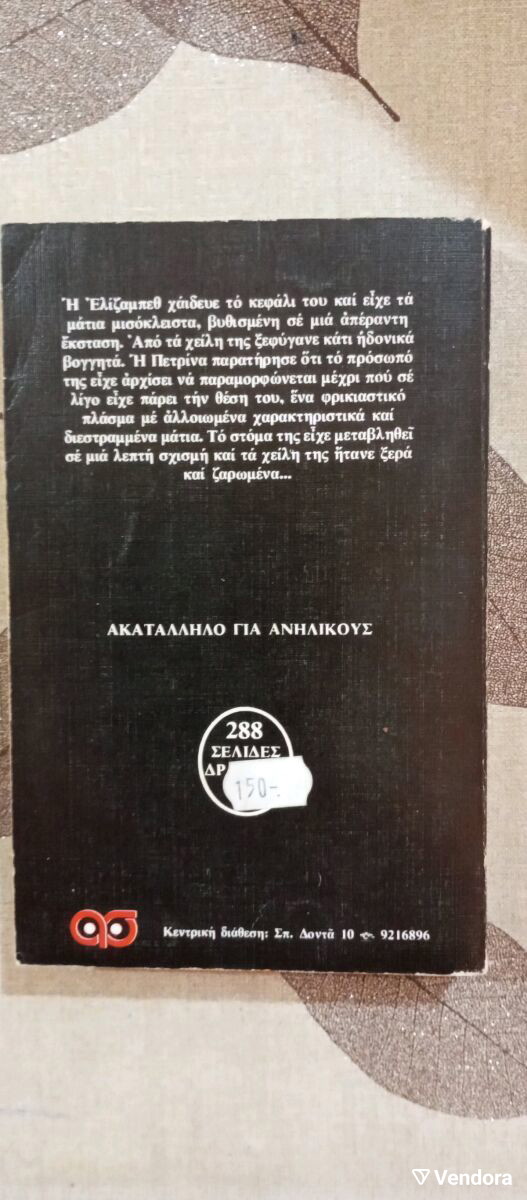 Ἡ Ἐλίζαμπεθ χάιδευε τό κεφάλι του καί εἶχε τά
μάτια μισόκλειστα, βυθισμένη σέ μιά ἀπέραντη
ἔκσταση. Ἀπό τά χείλη της ξεφύγανε κάτι ἡδονικά
βογγητά. Ἡ Πετρίνα παρατήρησε ὅτι τό πρόσωπό
της εἶχε ἀρχίσει νά παραμορφώνεται μέχρι πού σέ
λίγο εἶχε πάρει τήν θέση του, ἕνα φρικιαστικό
πλάσμα μέ ἀλλοιωμένα χαρακτηριστικά καί
διεστραμμένα μάτια. Τό στόμα της εἶχε μεταβληθεῖ
σέ μιά λεπτή σχισμή καί τά χείλη της ἤτανε ξερά
καί ζαρωμένα...
ΑΚΑΤΑΛΛΗΛΟ ΓΙΑ ΑΝΗΛΙΚΟΥΣ
288
ΣΕΛΙΔΕΣ
ΔΡ
150-.
Κεντρική διάθεση: Σπ. Δοντᾶ 10 9216896
Vendora